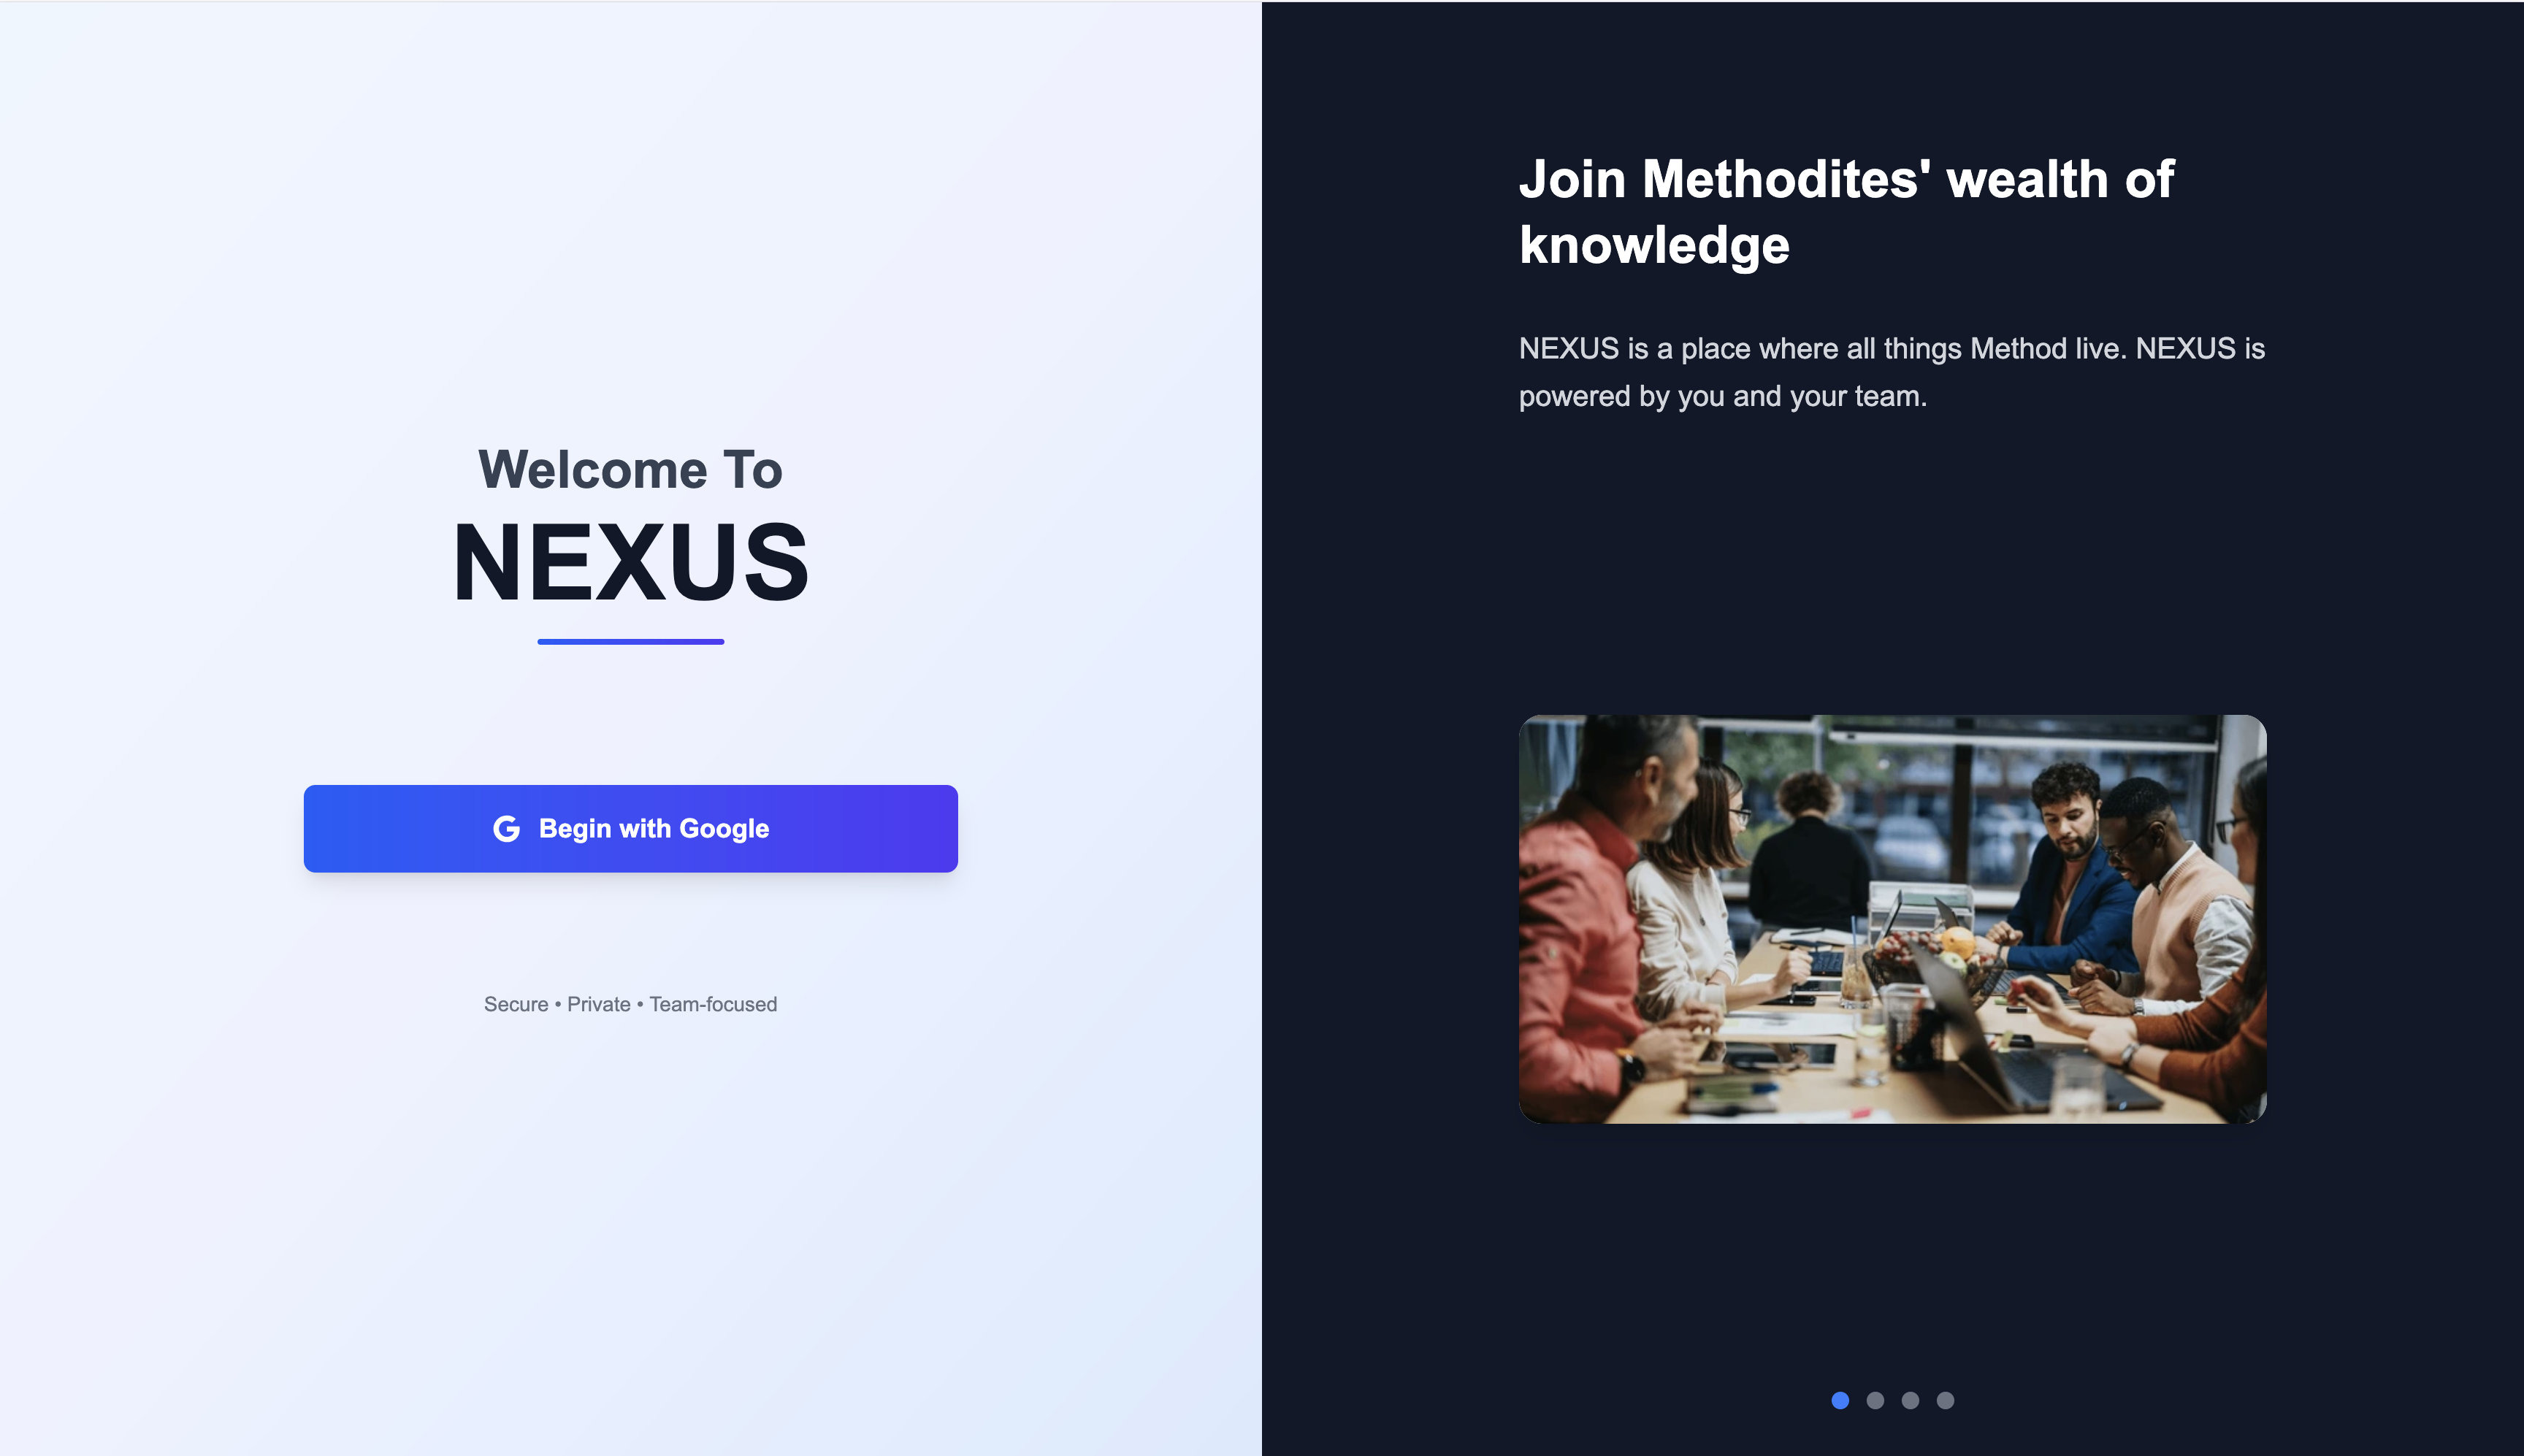 Welcome To
NEXUS
Begin with Google
Secure • Private • Team-focused
Join Methodites' wealth of
knowledge
NEXUS is a place where all things Method live. NEXUS is
powered by you and your team.